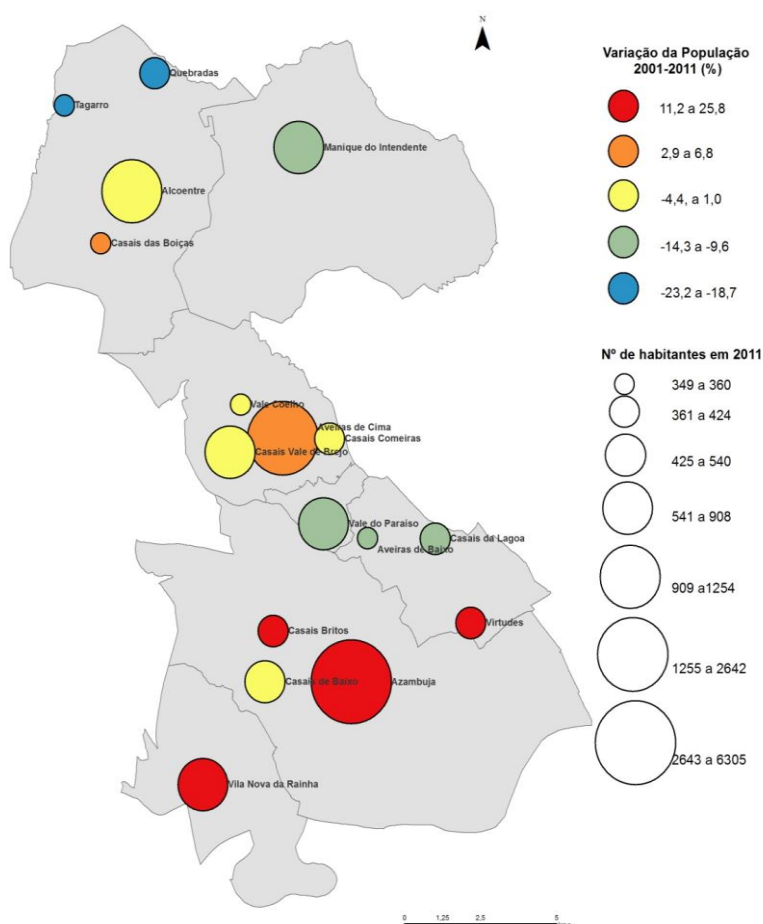 N
Variação da População
2001-2011 (%)
11,2 a 25,8
2,9 a 6,8
-4,4, a 1,0
-14,3 a -9,6
-23,2 a -18,7
Nº de habitantes em 2011
349 a 360
361 a 424
425 a 540
541 a 908
909 a1254
1255 a 2642
2643 a 6305
Quebradas
Tagarro
Manique do Intendente
Alcoentre
Casais das Boiças
Vale Coelho
Aveiras de Cima
Casais Comeiras
Casais Vale de Brejo
Vale do Paraíso
Casais da Lagoa
Aveiras de Baixo
Virtudes
Casais Britos
Casais de Baixo
Azambuja
Vila Nova da Rainha
0 1,25 2,5 5